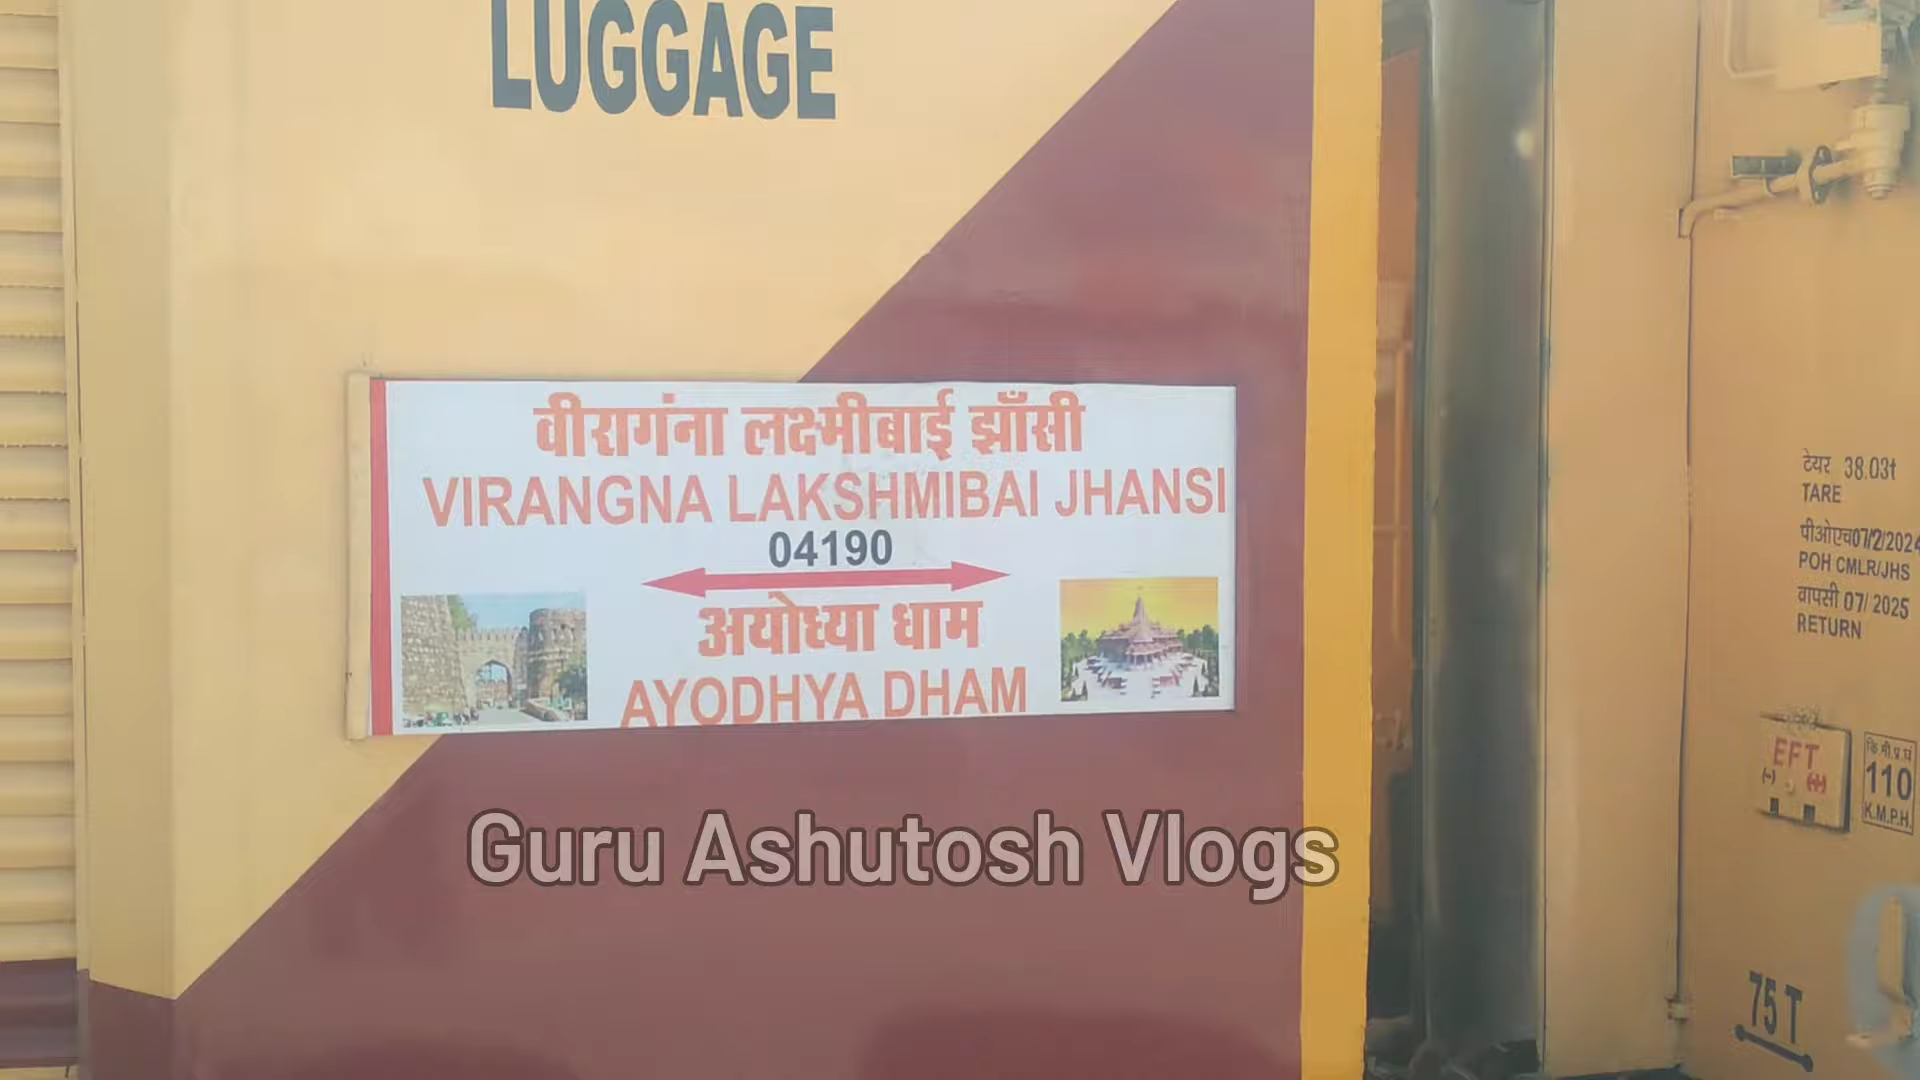 LUGGAGE
वीरागंना लक्ष्मीबाई झाँसी
VIRANGNA LAKSHMIBAI JHANSI
04190
अयोध्या धाम
AYODHYA DHAM
Guru Ashutosh Vlogs
टेयर 38.03t
TARE
पीओएच07/2/2024
POH CMLR/JHS
वापसी 07/ 2025
RETURN
EFT
(-) (+)
कि.मी.प्र.घं
110
K.M.P.H.
75 T